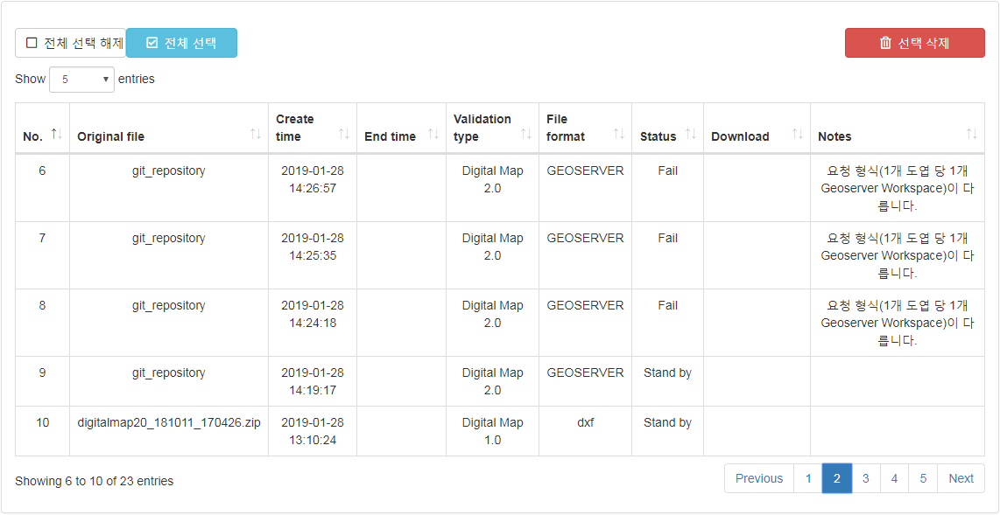 전체 선택 해제 전체 선택 선택 삭제
Show 5 entries
No. Original file Create time End time Validation type File format Status Download Notes
6 git_repository 2019-01-28 14:26:57 Digital Map 2.0 GEOSERVER Fail 요청 형식(1개 도엽 당 1개 Geoserver Workspace)이 다릅니다.
7 git_repository 2019-01-28 14:25:35 Digital Map 2.0 GEOSERVER Fail 요청 형식(1개 도엽 당 1개 Geoserver Workspace)이 다릅니다.
8 git_repository 2019-01-28 14:24:18 Digital Map 2.0 GEOSERVER Fail 요청 형식(1개 도엽 당 1개 Geoserver Workspace)이 다릅니다.
9 git_repository 2019-01-28 14:19:17 Digital Map 2.0 GEOSERVER Stand by
10 digitalmap20_181011_170426.zip 2019-01-28 13:10:24 Digital Map 1.0 dxf Stand by
Showing 6 to 10 of 23 entries Previous 1 2 3 4 5 Next